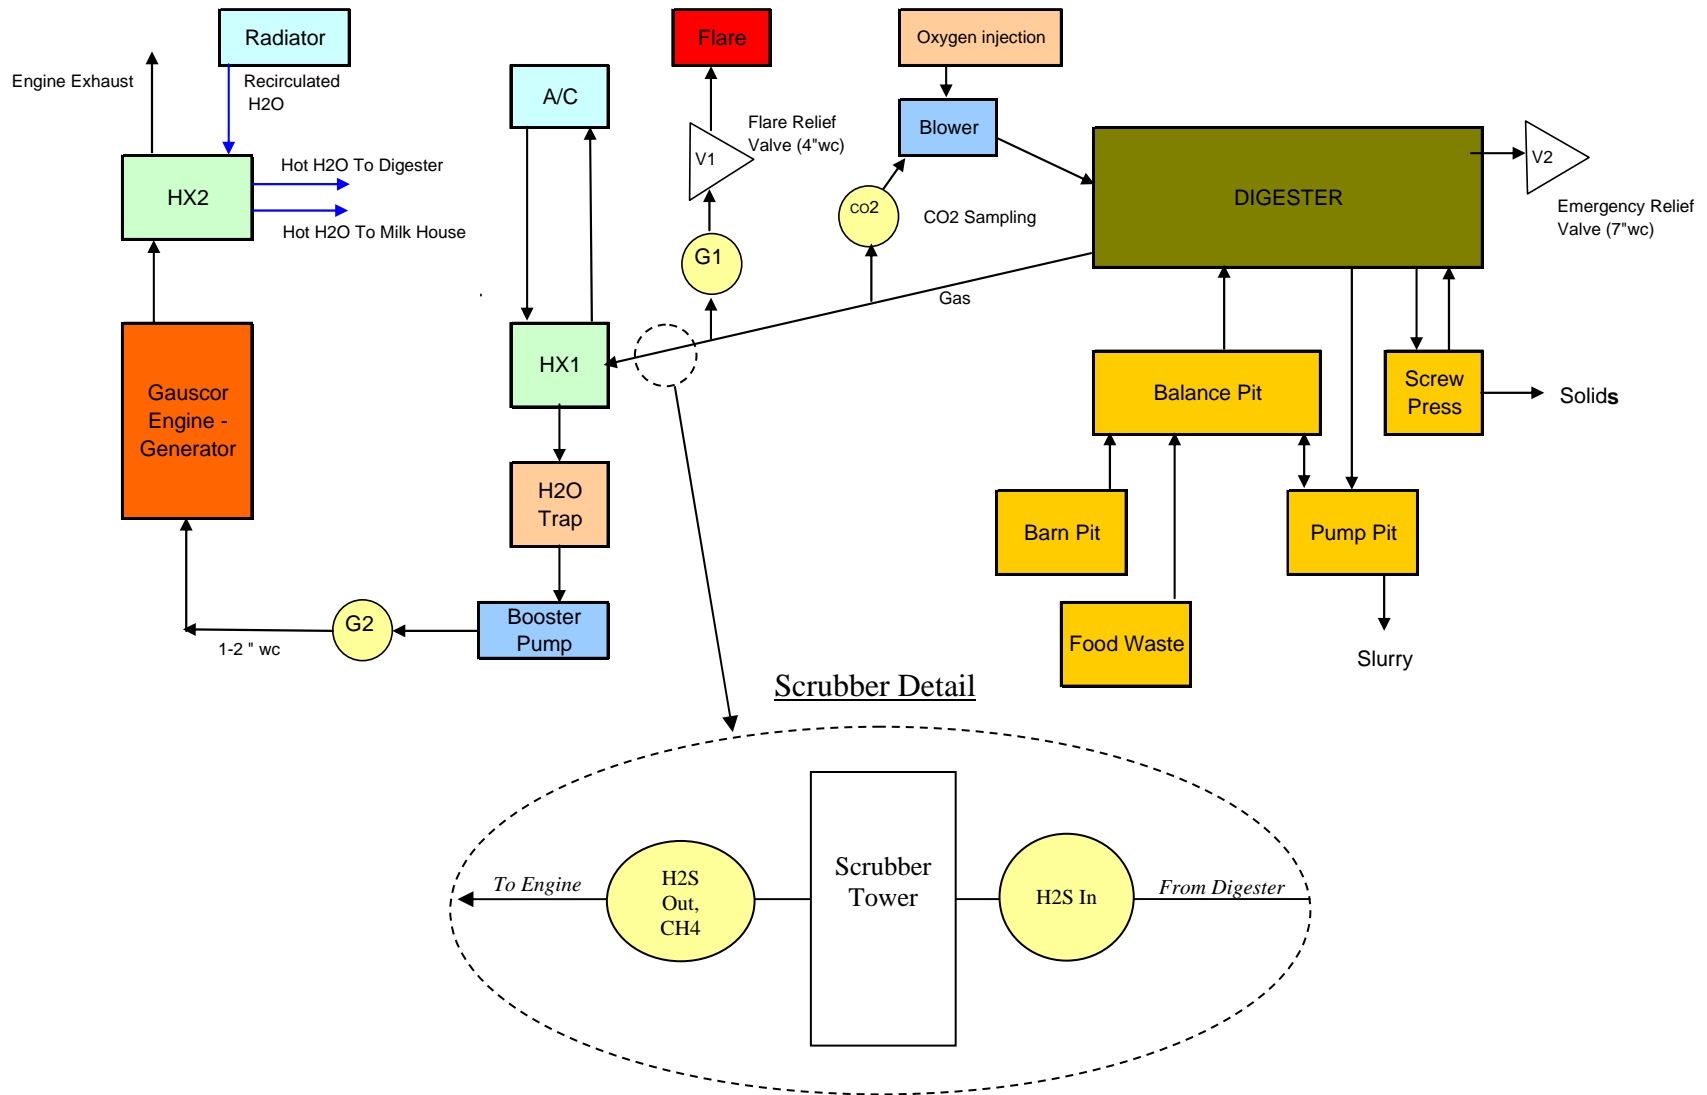 Radiator
Flare
Oxygen injection
Engine Exhaust
Recirculated
H2O
A/C
Flare Relief
Valve (4"wc)
V1
Blower
V2
HX2
Hot H2O To Digester
Hot H2O To Milk House
CO2
CO2 Sampling
DIGESTER
Emergency Relief
Valve (7"wc)
G1
Gas
HX1
Gauscor
Engine -
Generator
Balance Pit
Screw
Press
Solids
H2O
Trap
Barn Pit
Pump Pit
Booster
Pump
G2
1-2 " wc
Food Waste
Slurry
Scrubber Detail
To Engine
H2S
Out,
CH4
Scrubber
Tower
H2S In
From Digester